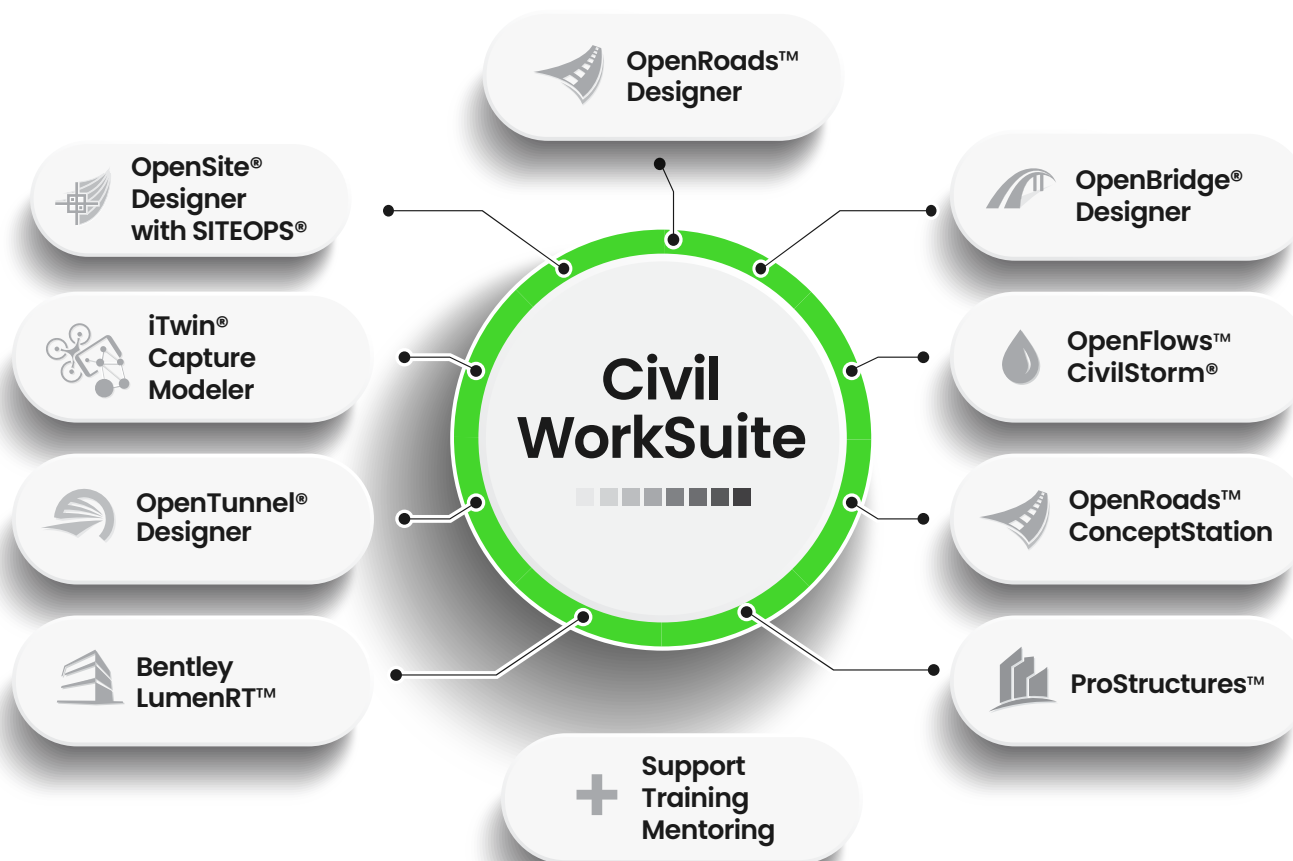 OpenRoads™
Designer
OpenSite®
Designer
with SITEOPS®
OpenBridge®
Designer
iTwin®
Capture
Modeler
OpenFlows™
CivilStorm®
Civil
WorkSuite
OpenTunnel®
Designer
OpenRoads™
ConceptStation
Bentley
LumenRT™
ProStructures™
Support
Training
Mentoring